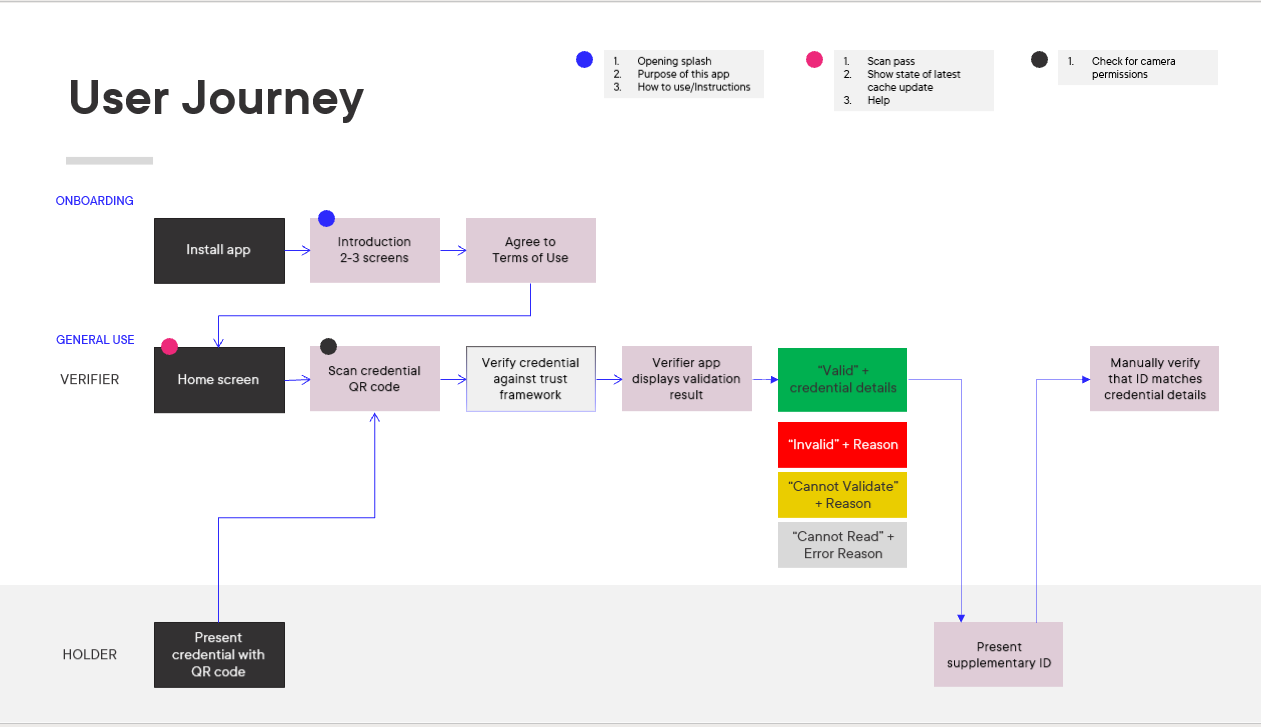 User Journey
1. Opening splash
2. Purpose of this app
3. How to use/Instructions
1. Scan pass
2. Show state of latest
cache update
3. Help
1. Check for camera
permissions
ONBOARDING
Install app
Introduction
2-3 screens
Agree to
Terms of Use
GENERAL USE
VERIFIER
Home screen
Scan credential
QR code
Verify credential
against trust
framework
Verifier app
displays validation
result
“Valid” +
credential details
“Invalid” + Reason
“Cannot Validate”
+ Reason
“Cannot Read” +
Error Reason
Manually verify
that ID matches
credential details
HOLDER
Present
credential with
QR code
Present
supplementary ID